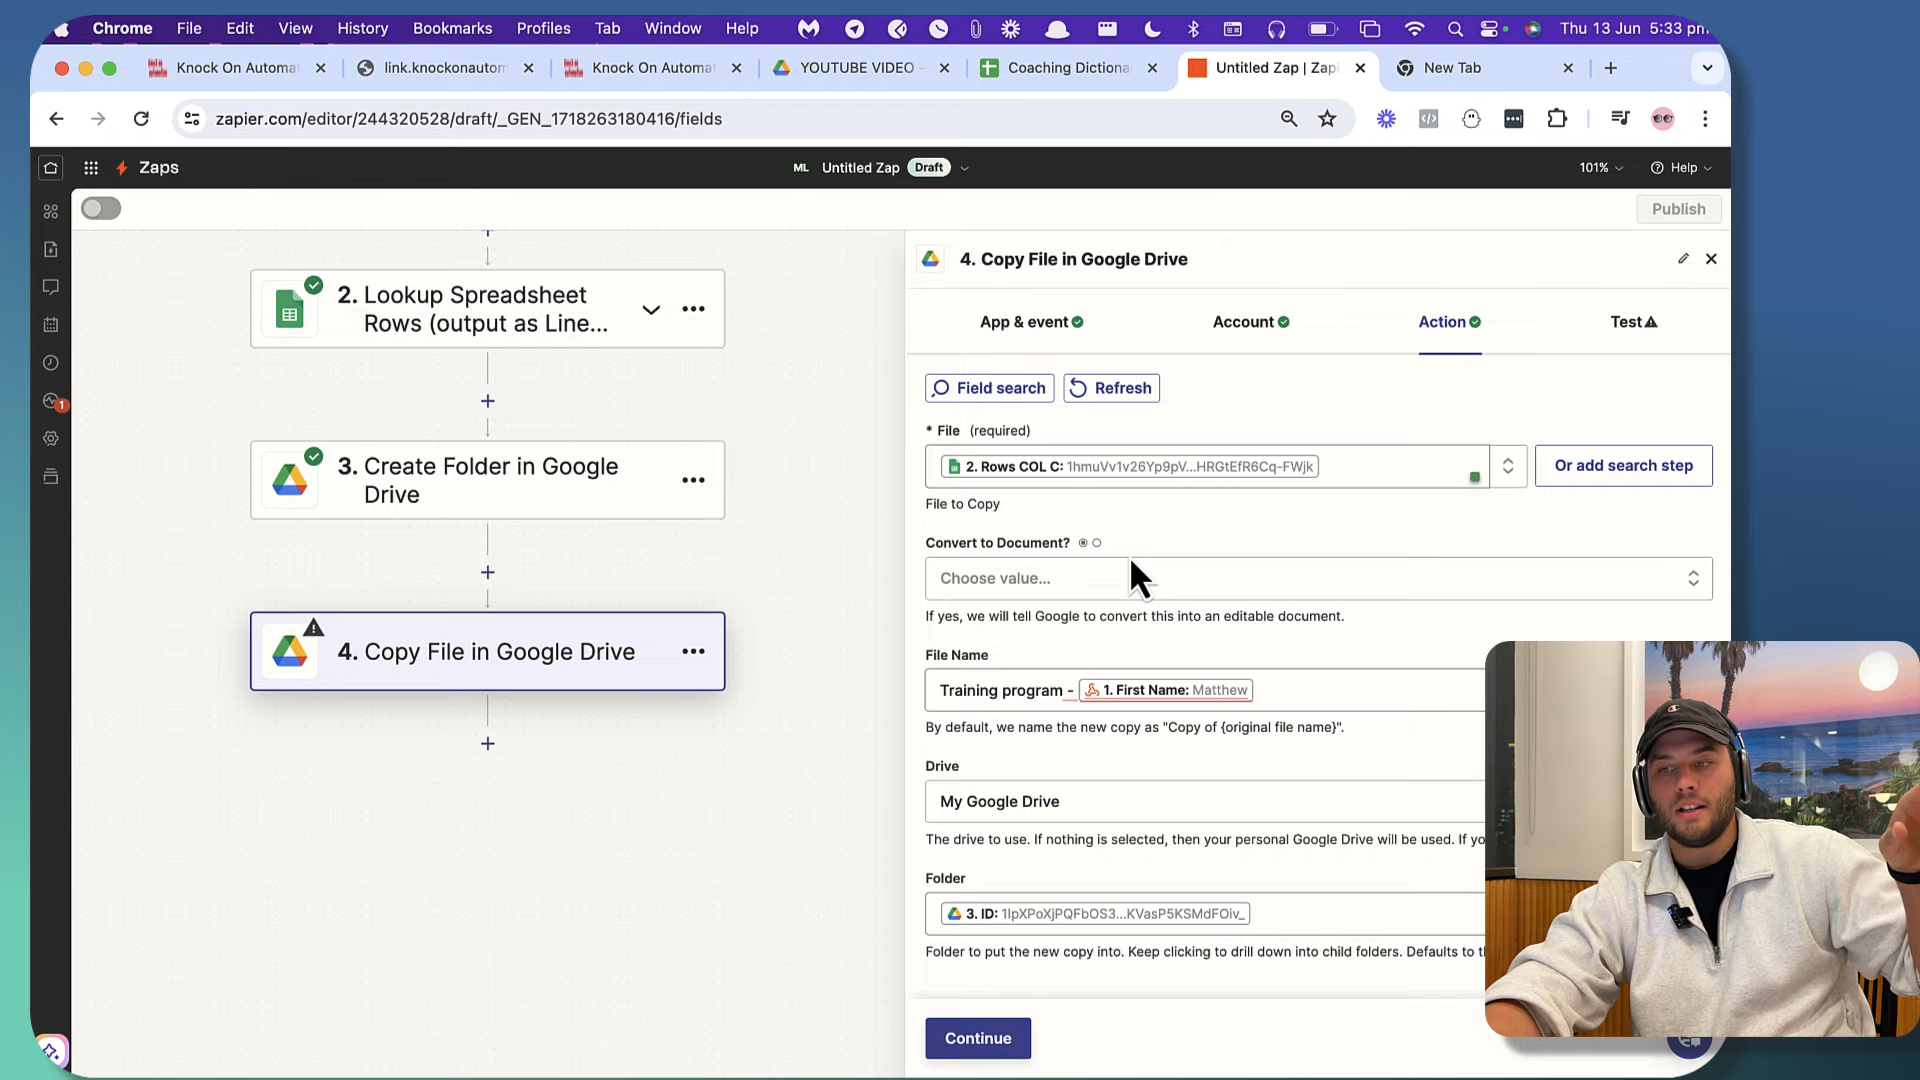 Chrome File Edit View History Bookmarks Profiles Tab Window Help Thu 13 Jun 5:33 pm
Knock On Automat link.knockonautom Knock On Automat YOUTUBE VIDEO - Coaching Dictiona Untitled Zap | Zapi New Tab
zapier.com/editor/244320528/draft/_GEN_1718263180416/fields
Zaps ML Untitled Zap Draft 101% Help
Publish
2. Lookup Spreadsheet
Rows (output as Line...
3. Create Folder in Google
Drive
4. Copy File in Google Drive
1
4. Copy File in Google Drive
App & event Account Action Test
Field search Refresh
* File (required)
2. Rows COL C: 1hmuVv1v26Yp9pV...HRGtEfR6Cq-FWjk
Or add search step
File to Copy
Convert to Document?
Choose value...
If yes, we will tell Google to convert this into an editable document.
File Name
Training program - 1. First Name: Matthew
By default, we name the new copy as "Copy of {original file name}".
Drive
My Google Drive
The drive to use. If nothing is selected, then your personal Google Drive will be used. If yo
Folder
3. ID: 1IpXPoXjPQFbOS3...KVasP5KSMdFOiv_
Folder to put the new copy into. Keep clicking to drill down into child folders. Defaults to t
Continue